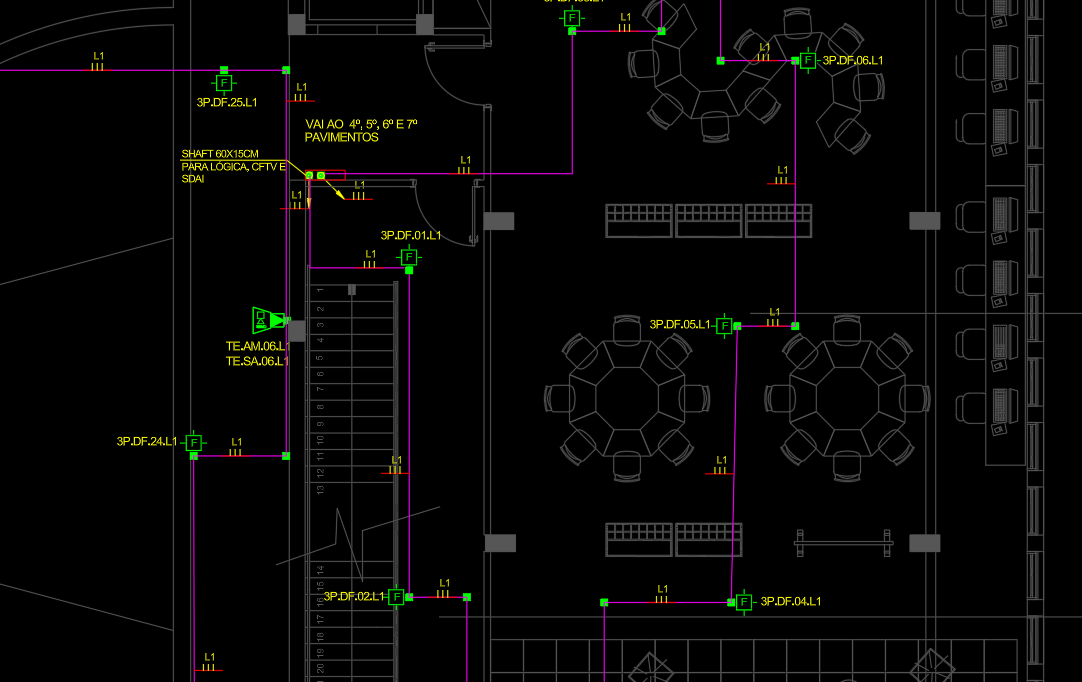 L1
L1
L1
L1
3P.DF.06.L1
3P.DF.25.L1
F
F
F
L1
VAI AO 4º, 5º, 6º E 7º
PAVIMENTOS
SHAFT 60X15CM
PARA LÓGICA, CFTV E
SDAI
L1
L1
L1
L1
3P.DF.01.L1
F
L1
1
2
3
4
5
6
7
8
9
10
11
12
13
14
15
16
17
18
19
20
3P.DF.05.L1
F
L1
TE.AM.06.L1
TE.SA.06.L1
3P.DF.24.L1
F
L1
L1
L1
3P.DF.02.L1
F
L1
L1
F
3P.DF.04.L1
L1